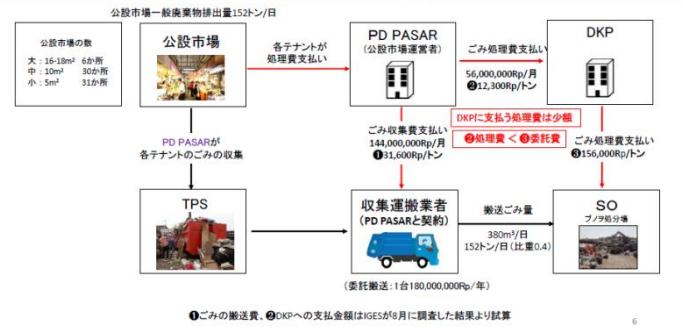 公設市場一般廃棄物排出量152トン/日
公設市場の数
大：16-18m² 6か所
中：10m² 30か所
小：5m² 31か所
公設市場
各テナントが
処理費支払い
PD PASAR
(公設市場運営者)
ごみ処理費支払い
56,000,000Rp/月
❷12,300Rp/トン
DKP
PD PASARが
各テナントのごみの収集
ごみ収集費支払い
144,000,000Rp/月
❶31,600Rp/トン
DKPに支払う処理費は少額
❷処理費 < ❸委託費
ごみ処理費支払い
❸156,000Rp/トン
TPS
収集運搬業者
(PD PASARと契約)
搬送ごみ量
380m³/日
152トン/日(比重0.4)
SO
ブノヲ処分場
(委託搬送：1台180,000,000Rp/年)
❶ごみの搬送費、❷DKPへの支払金額はIGESが8月に調査した結果より試算
6